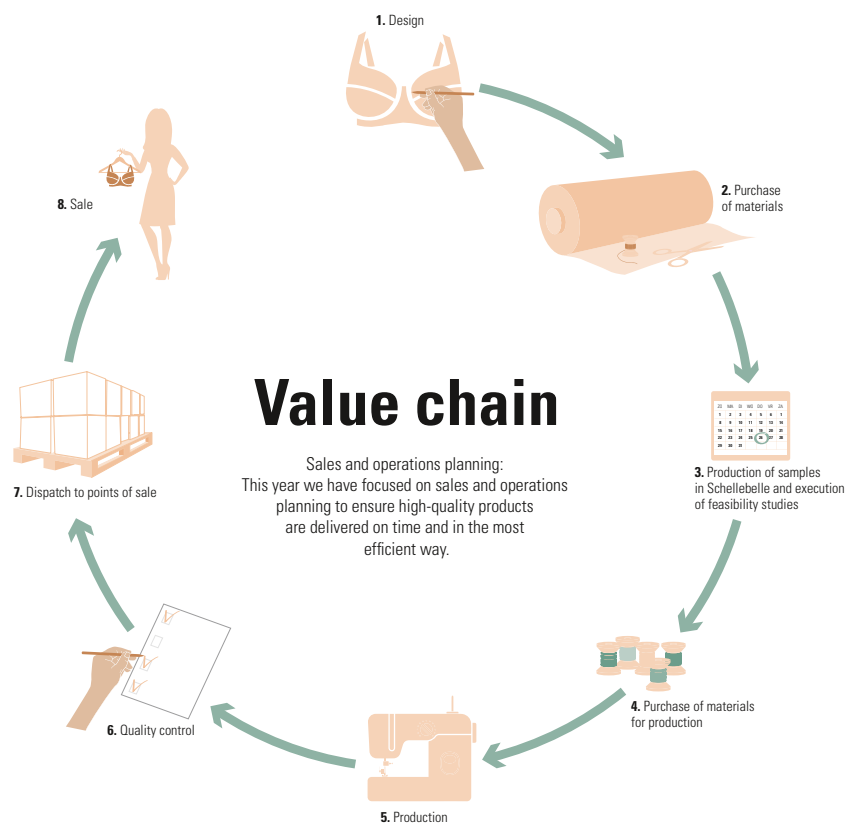 1. Design
2. Purchase
of materials
3. Production of samples
in Schellebelle and execution
of feasibility studies
4. Purchase of materials
for production
5. Production
6. Quality control
7. Dispatch to points of sale
8. Sale
Value chain
Sales and operations planning:
This year we have focused on sales and operations
planning to ensure high-quality products
are delivered on time and in the most
efficient way.